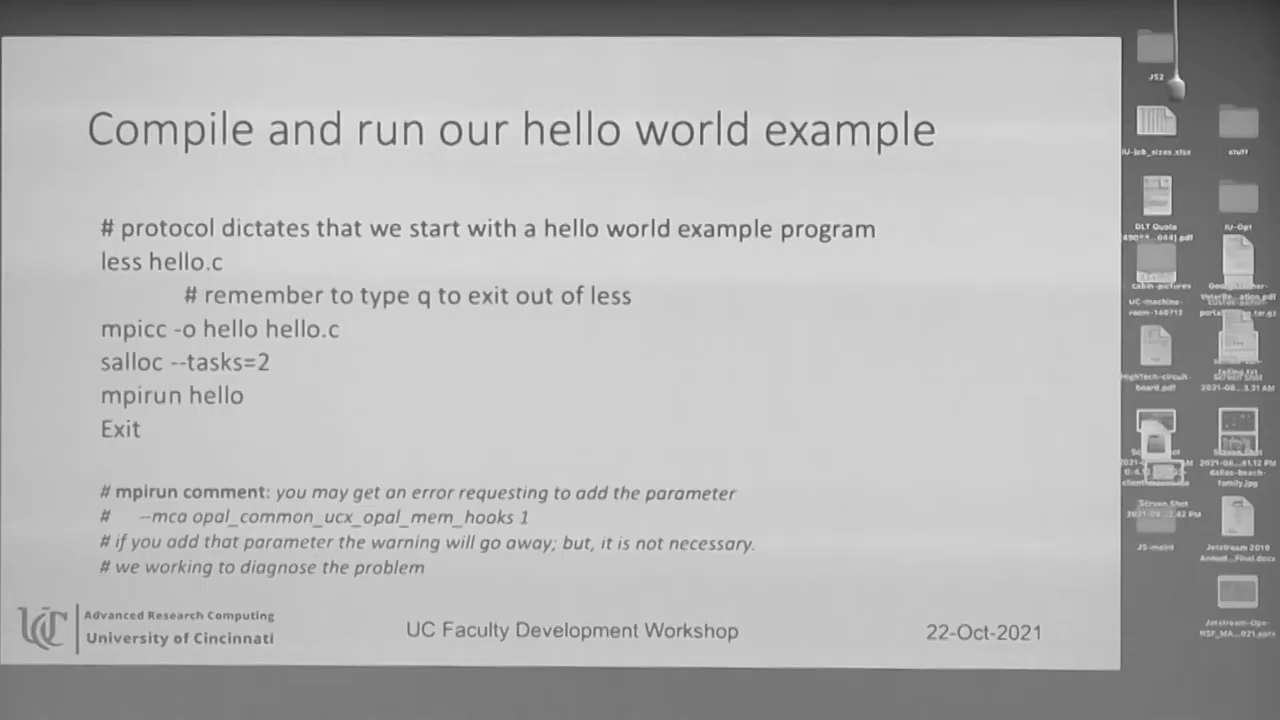 Compile and run our hello world example
# protocol dictates that we start with a hello world example program
less hello.c
# remember to type q to exit out of less
mpicc -o hello hello.c
salloc --tasks=2
mpirun hello
Exit
# mpirun comment: you may get an error requesting to add the parameter
# --mca opal_common_ucx_opal_mem_hooks 1
# if you add that parameter the warning will go away; but, it is not necessary.
# we working to diagnose the problem
UC
Advanced Research Computing
University of Cincinnati
UC Faculty Development Workshop
22-Oct-2021
JS2
IU-job_sizes.xlsx
stuff
DLT Quote
IU-Op1
Cabin-pictures
UC-machine-
room-140712
HighTech-circuit-
board.pdf
2021-08...3.31 AM
2021-08...41.12 PM
dallas-beach-
family.jpg
Screen Shot
2021-09...2.42 PM
JS-maint
Jetstream 2019
Annual...Final.docx
Jetstream-Ops-
NSF_MA...021.pptx